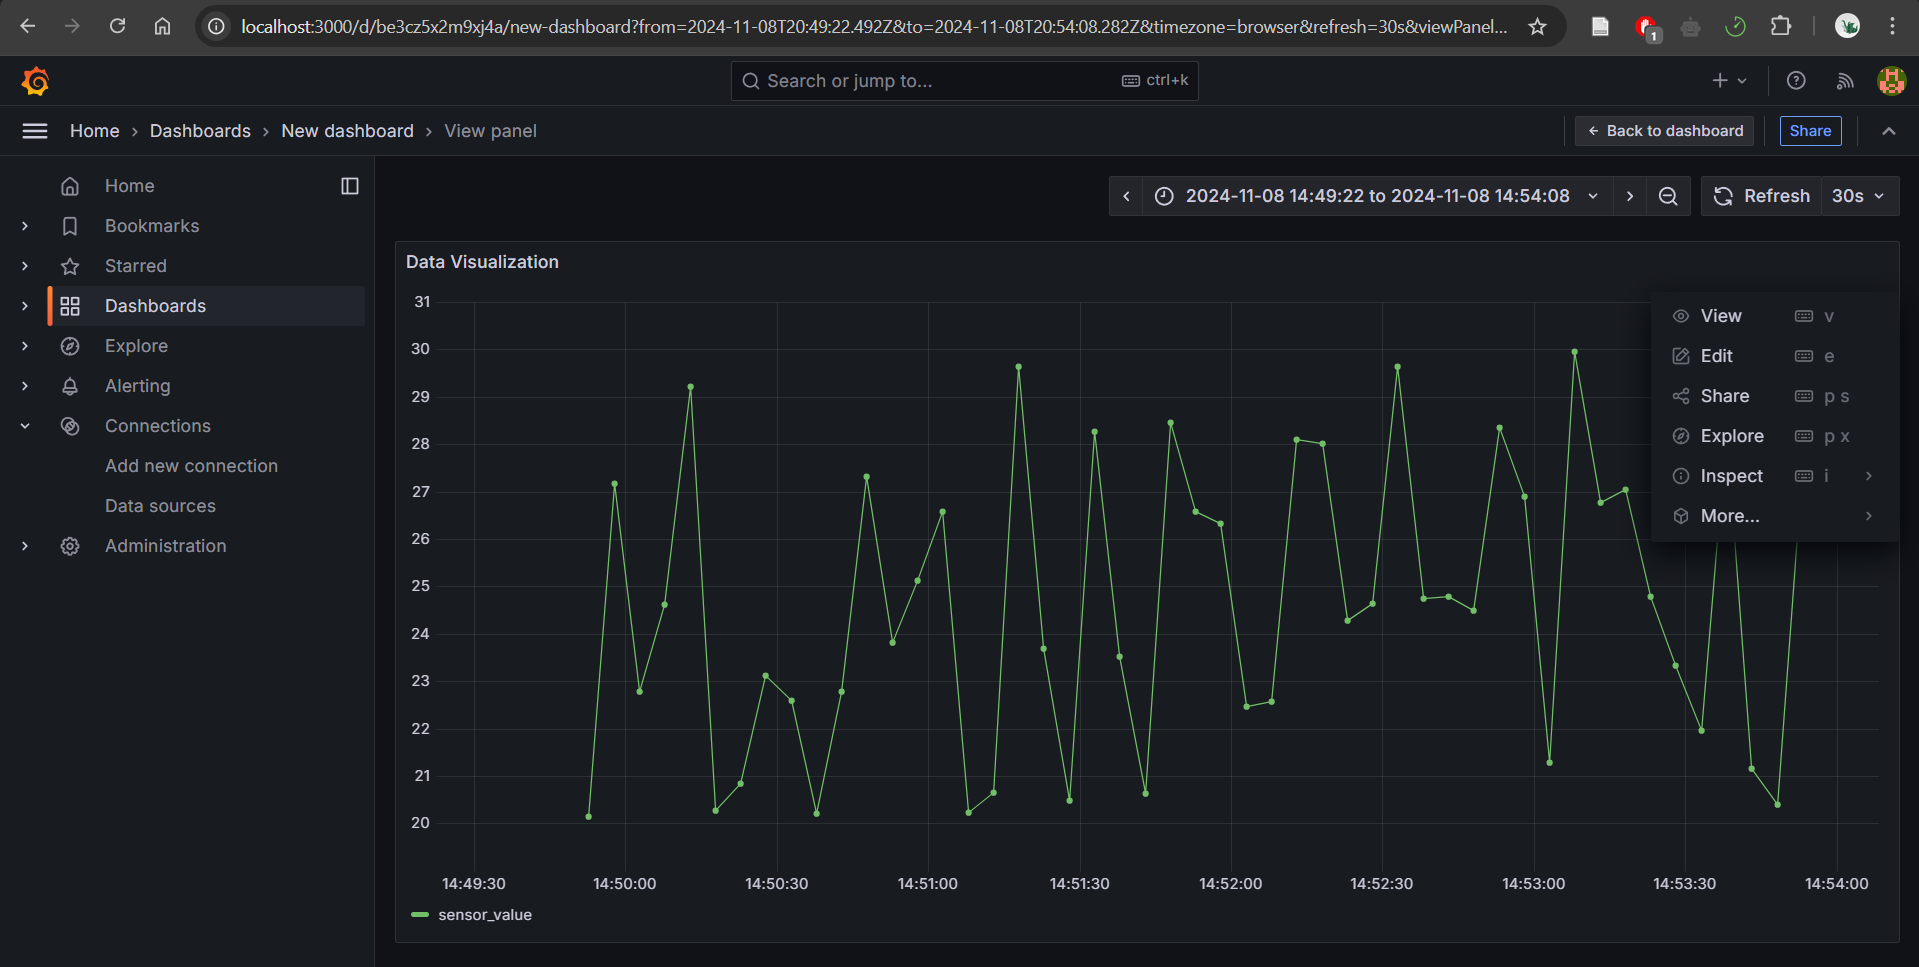 localhost:3000/d/be3cz5x2m9xj4a/new-dashboard?from=2024-11-08T20:49:22.492Z&to=2024-11-08T20:54:08.282Z&timezone=browser&refresh=30s&viewPanel...
1
Search or jump to...
ctrl+k
Home
Dashboards
New dashboard
View panel
Back to dashboard
Share
Home
Bookmarks
Starred
Dashboards
Explore
Alerting
Connections
Add new connection
Data sources
Administration
2024-11-08 14:49:22 to 2024-11-08 14:54:08
Refresh
30s
Data Visualization
31
30
29
28
27
26
25
24
23
22
21
20
14:49:30
14:50:00
14:50:30
14:51:00
14:51:30
14:52:00
14:52:30
14:53:00
14:53:30
14:54:00
sensor_value
View v
Edit e
Share p s
Explore p x
Inspect i
More...